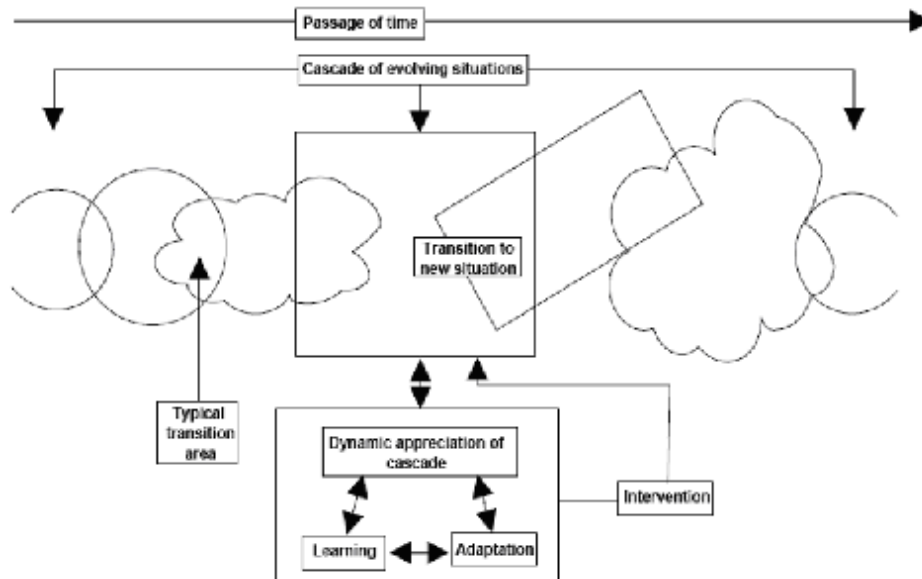 Passage of time
Cascade of evolving situations
Transition to
new situation
Typical
transition
area
Dynamic appreciation of
cascade
Intervention
Learning
Adaptation